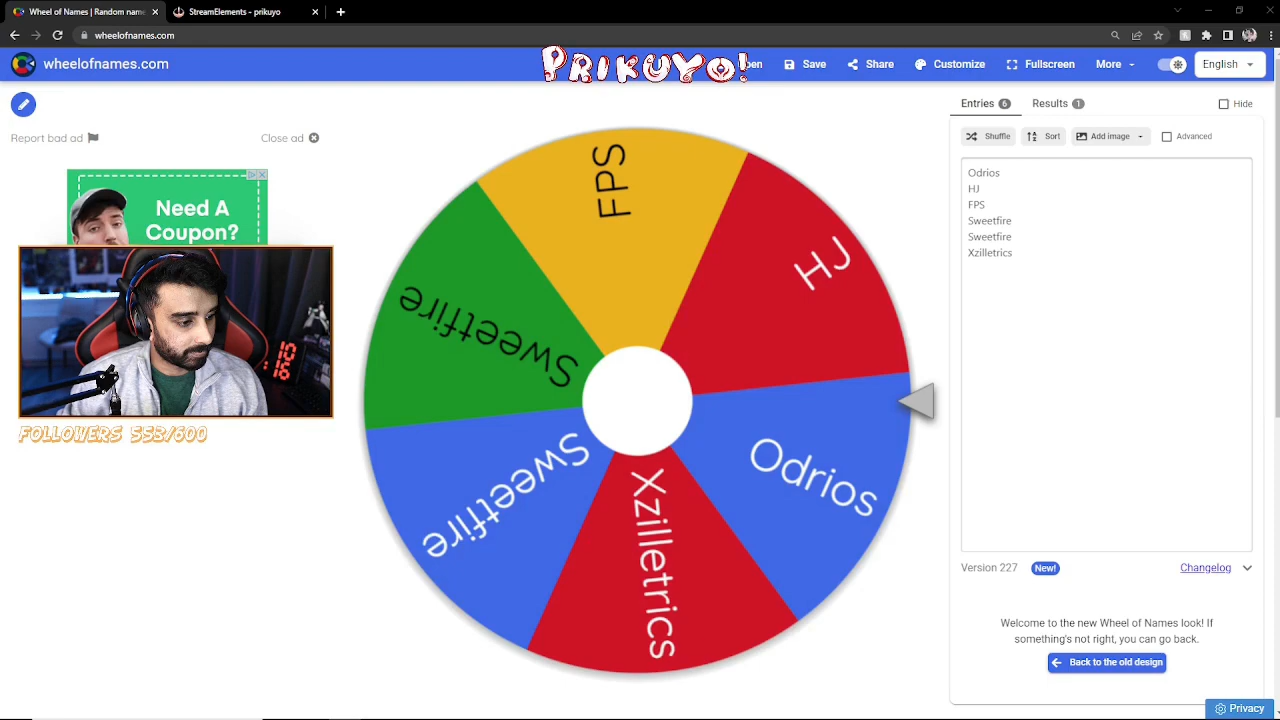 Wheel of Names | Random name
StreamElements - prikuyo
wheelofnames.com
wheelofnames.com
PRIKUYO!
Save
Share
Customize
Fullscreen
More
English
Report bad ad
Close ad
Need A
Coupon?
FOLLOWERS 553/600
FPS
HJ
Sweetfire
Sweetfire
Xzilletrics
Odrios
Entries 6
Results 1
Hide
Shuffle
Sort
Add image
Advanced
Odrios
HJ
FPS
Sweetfire
Sweetfire
Xzilletrics
Version 227
New!
Changelog
Welcome to the new Wheel of Names look! If
something's not right, you can go back.
Back to the old design
Privacy